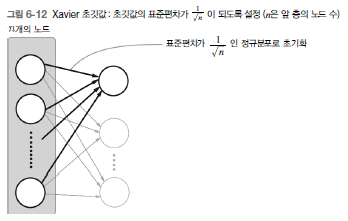 그림 6-12 Xavier 초깃값 : 초깃값의 표준편차가 1/√n 이 되도록 설정 (n은 앞 층의 노드 수)
n개의 노드
표준편차가 1/√n 인 정규분포로 초기화